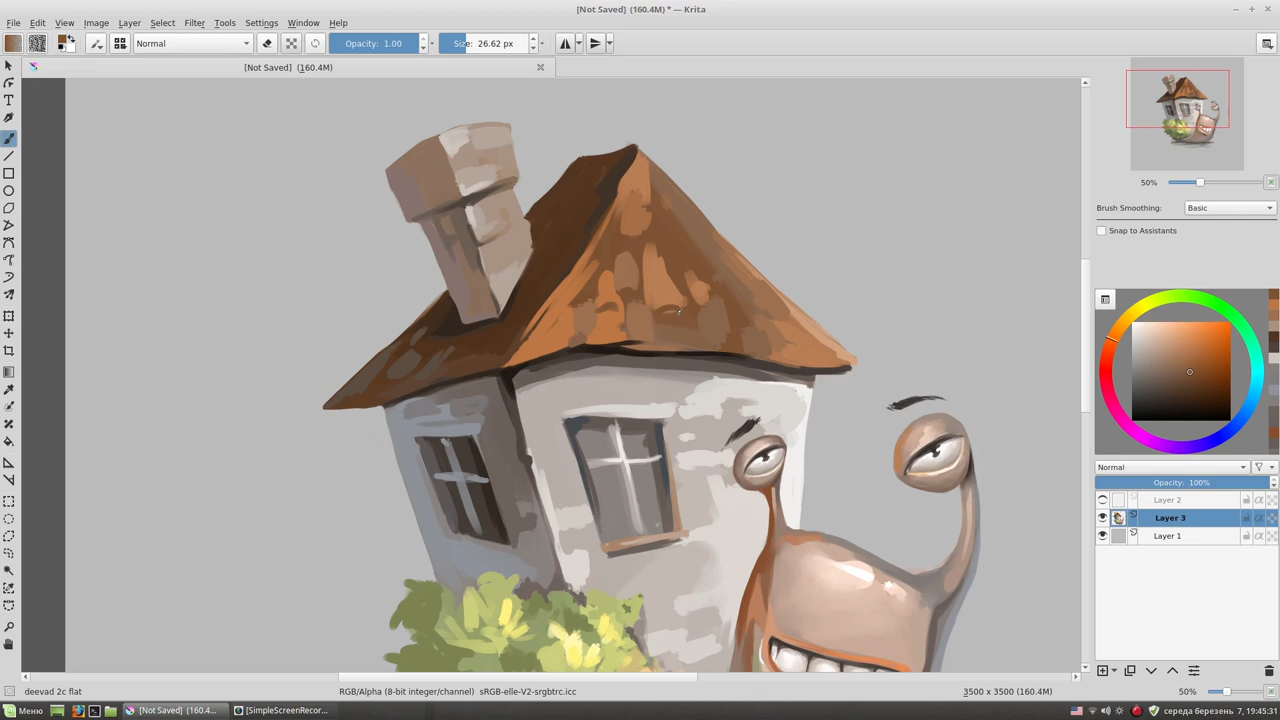 [Not Saved] (160.4M) * — Krita
File Edit View Image Layer Select Filter Tools Settings Window Help
Normal Opacity: 1.00 Size: 26.62 px
[Not Saved] (160.4M)
50%
Brush Smoothing: Basic
Snap to Assistants
Normal
Opacity: 100%
Layer 2
Layer 3
Layer 1
deevad 2c flat RGB/Alpha (8-bit integer/channel) sRGB-elle-V2-srgbtrc.icc 3500 x 3500 (160.4M) 50%
Меню [Not Saved] (160.4... [SimpleScreenRecor... середа березень 7, 19:45:31